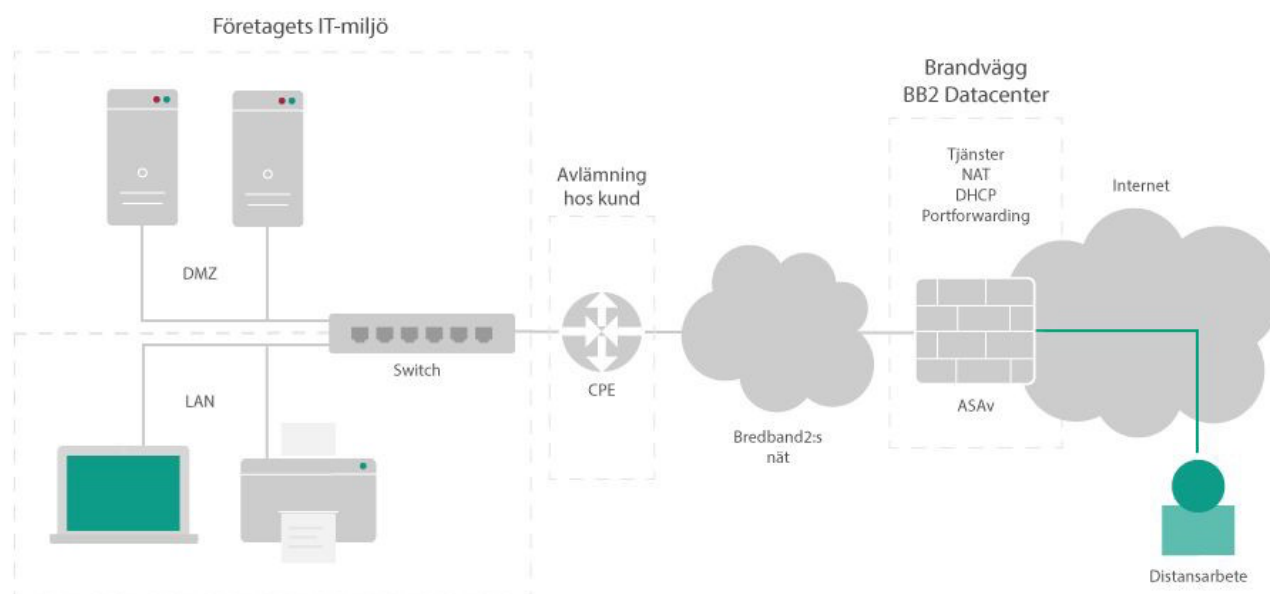 Företagets IT-miljö
DMZ
LAN
Switch
Avlämning
hos kund
CPE
Bredband2:s
nät
Brandvägg
BB2 Datacenter
Tjänster
NAT
DHCP
Portforwarding
ASAv
Internet
Distansarbete